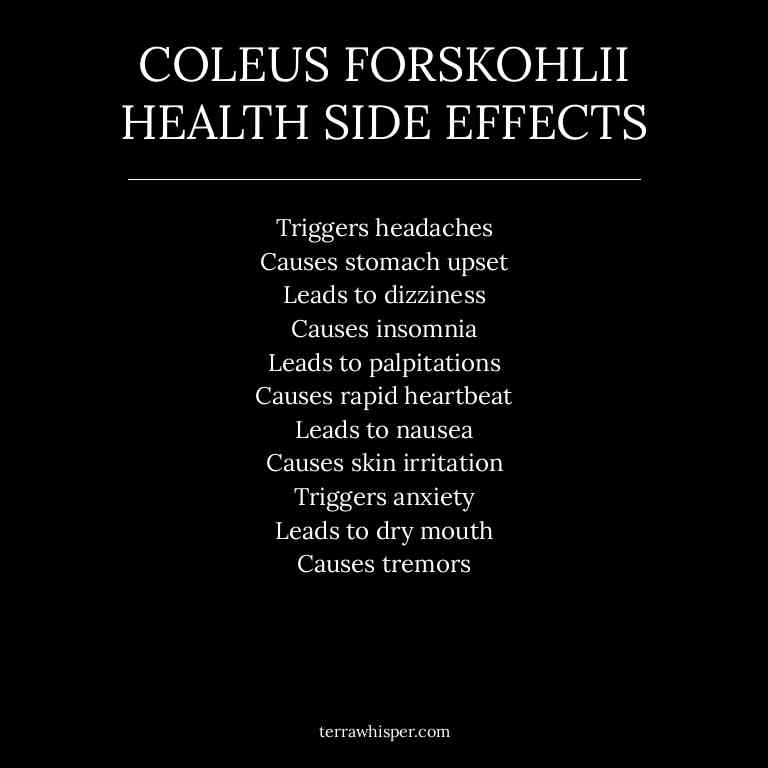 COLEUS FORSKOHLII
HEALTH SIDE EFFECTS
Triggers headaches
Causes stomach upset
Leads to dizziness
Causes insomnia
Leads to palpitations
Causes rapid heartbeat
Leads to nausea
Causes skin irritation
Triggers anxiety
Leads to dry mouth
Causes tremors
terrawhisper.com